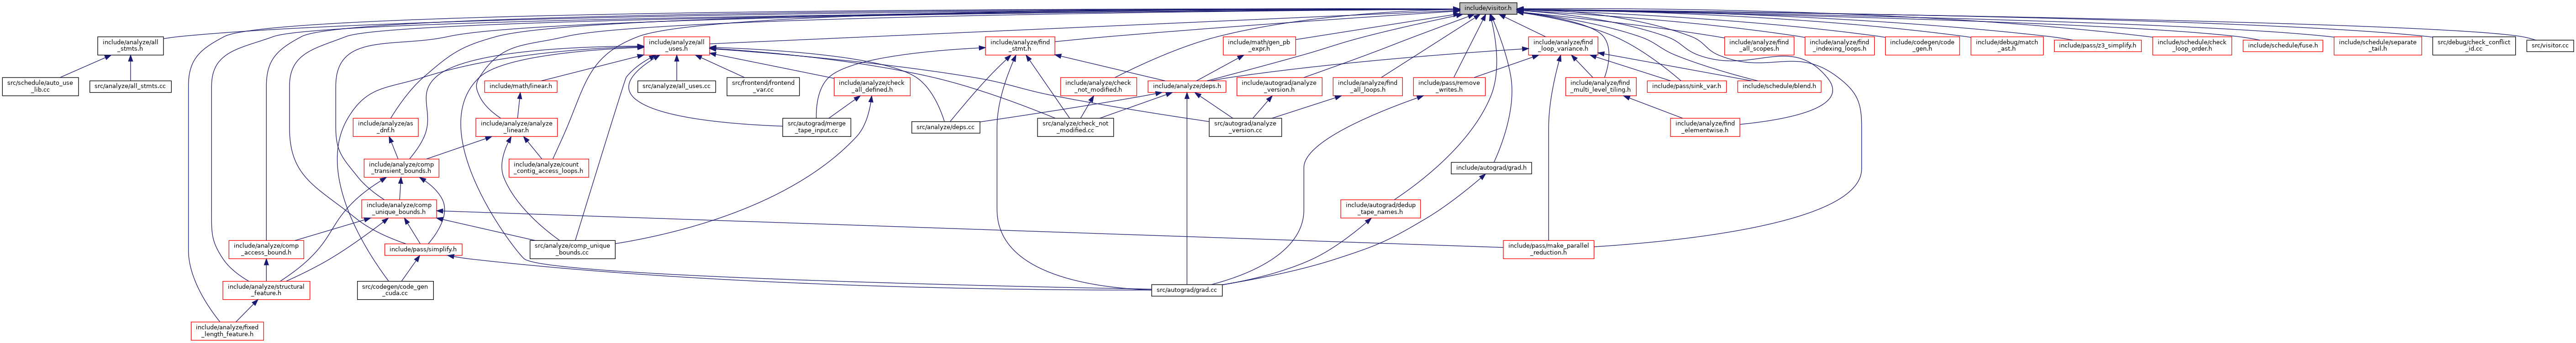 include/visitor.h
include/analyze/all
_stmts.h
include/analyze/all
_uses.h
include/analyze/find
_stmt.h
include/math/gen_pb
_expr.h
include/analyze/find
_loop_variance.h
include/analyze/find
_all_scopes.h
include/analyze/find
_indexing_loops.h
include/codegen/code
_gen.h
include/debug/match
_ast.h
include/pass/z3_simplify.h
include/schedule/check
_loop_order.h
include/schedule/fuse.h
include/schedule/separate
_tail.h
src/debug/check_conflict
_id.cc
src/visitor.cc
src/schedule/auto_use
_lib.cc
src/analyze/all_stmts.cc
include/math/linear.h
src/analyze/all_uses.cc
src/frontend/frontend
_var.cc
include/analyze/check
_all_defined.h
include/analyze/check
_not_modified.h
include/analyze/deps.h
include/autograd/analyze
_version.h
include/analyze/find
_all_loops.h
include/pass/remove
_writes.h
include/analyze/find
_multi_level_tiling.h
include/pass/sink_var.h
include/schedule/blend.h
include/analyze/as
_dnf.h
include/analyze/analyze
_linear.h
src/autograd/merge
_tape_input.cc
src/analyze/deps.cc
src/analyze/check_not
_modified.cc
src/autograd/analyze
_version.cc
include/analyze/find
_elementwise.h
include/analyze/comp
_transient_bounds.h
include/analyze/count
_contig_access_loops.h
include/autograd/grad.h
include/analyze/comp
_unique_bounds.h
include/autograd/dedup
_tape_names.h
include/analyze/comp
_access_bound.h
include/pass/simplify.h
src/analyze/comp_unique
_bounds.cc
include/pass/make_parallel
_reduction.h
include/analyze/structural
_feature.h
src/codegen/code_gen
_cuda.cc
src/autograd/grad.cc
include/analyze/fixed
_length_feature.h